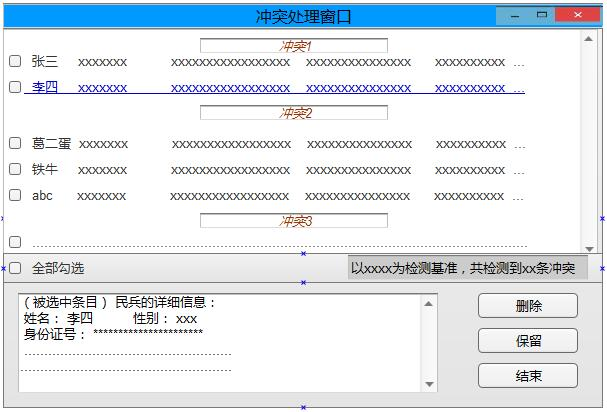 冲突处理窗口
冲突1
张三 xxxxxxx xxxxxxxxxxxxxxxxx xxxxxxxxxxxxxxx xxxxxxxxxx ...
李四 xxxxxxx xxxxxxxxxxxxxxxxx xxxxxxxxxxxxxxx xxxxxxxxxx ...
冲突2
葛二蛋 xxxxxxx xxxxxxxxxxxxxxxxx xxxxxxxxxxxxxxx xxxxxxxxxx ...
铁牛 xxxxxxx xxxxxxxxxxxxxxxxx xxxxxxxxxxxxxxx xxxxxxxxxx ...
abc xxxxxxx xxxxxxxxxxxxxxxxx xxxxxxxxxxxxxxx xxxxxxxxxx ...
冲突3
全部勾选 以xxxx为检测基准，共检测到xx条冲突
（被选中条目）民兵的详细信息：
姓名：李四 性别：xxx
身份证号：**********************
删除
保留
结束